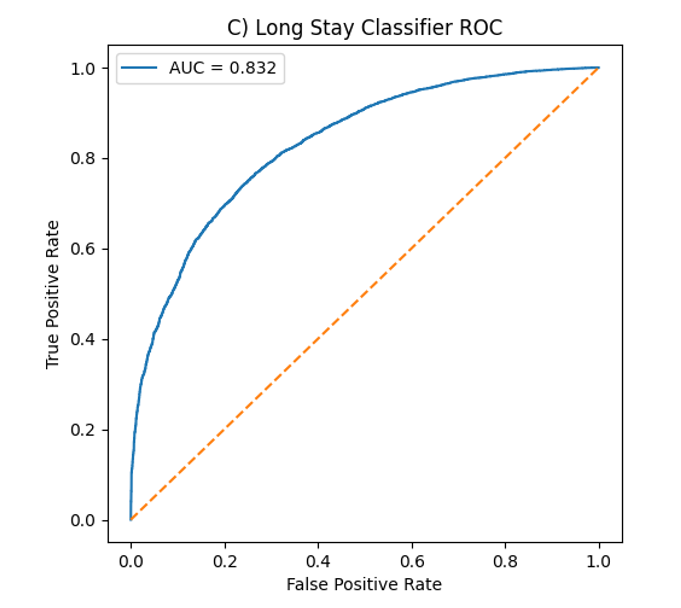 C) Long Stay Classifier ROC
AUC = 0.832
1.0
0.8
0.6
0.4
0.2
0.0
True Positive Rate
0.0 0.2 0.4 0.6 0.8 1.0
False Positive Rate